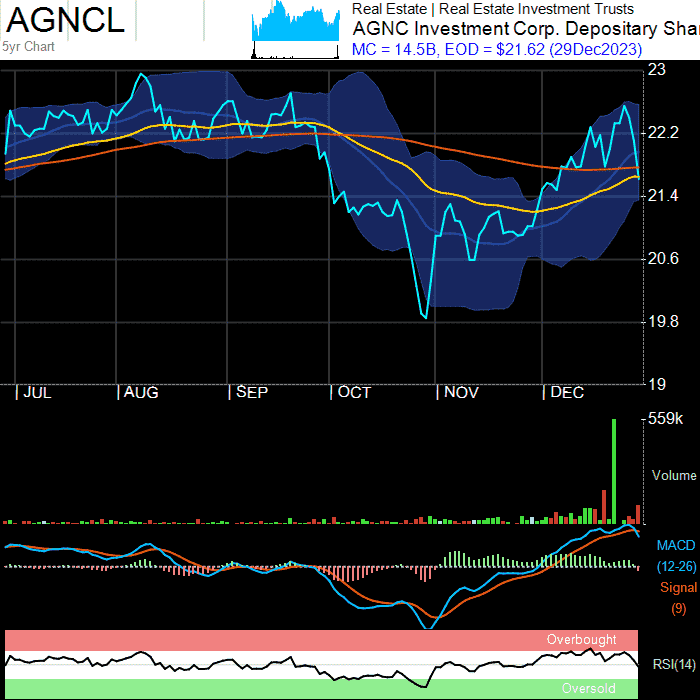 AGNCL
5yr Chart
Real Estate | Real Estate Investment Trusts
AGNC Investment Corp. Depositary Shar
MC = 14.5B, EOD = $21.62 (29Dec2023)
23
22.2
21.4
20.6
19.8
19
JUL AUG SEP OCT NOV DEC
559k
Volume
MACD
(12-26)
Signal
(9)
Overbought
RSI(14)
Oversold